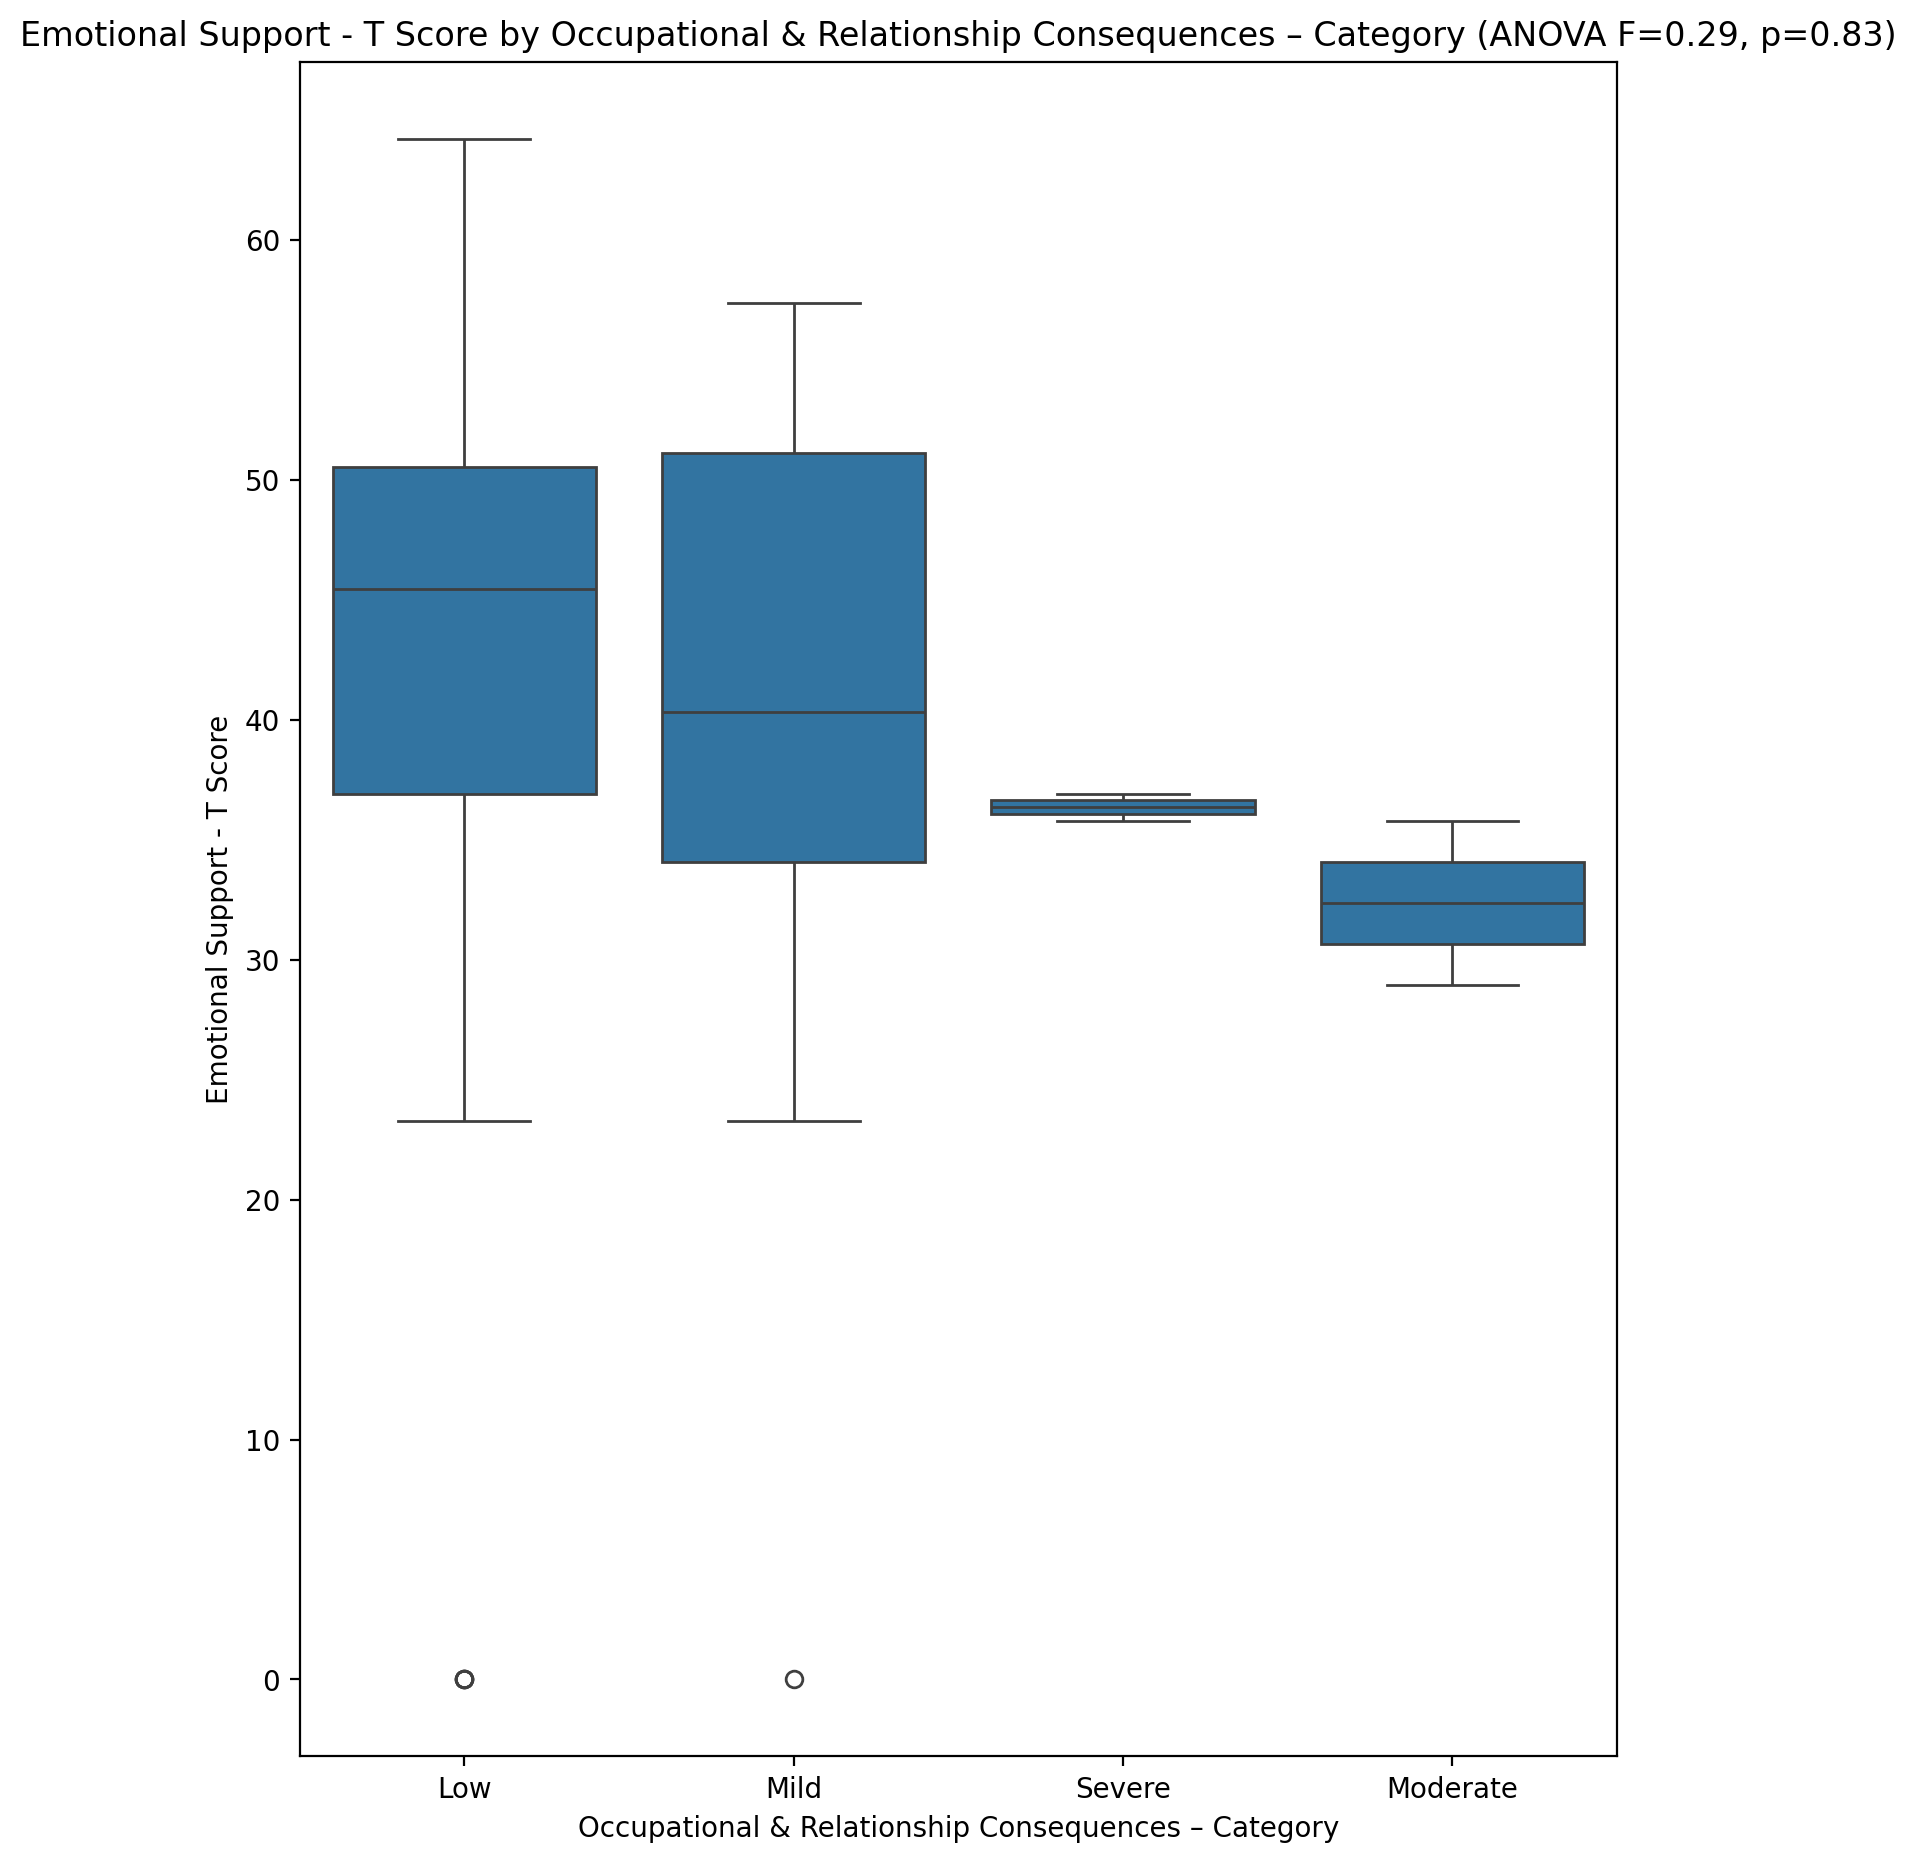 Emotional Support - T Score by Occupational & Relationship Consequences – Category (ANOVA F=0.29, p=0.83)
Emotional Support - T Score
60
50
40
30
20
10
0
Low
Mild
Severe
Moderate
Occupational & Relationship Consequences – Category